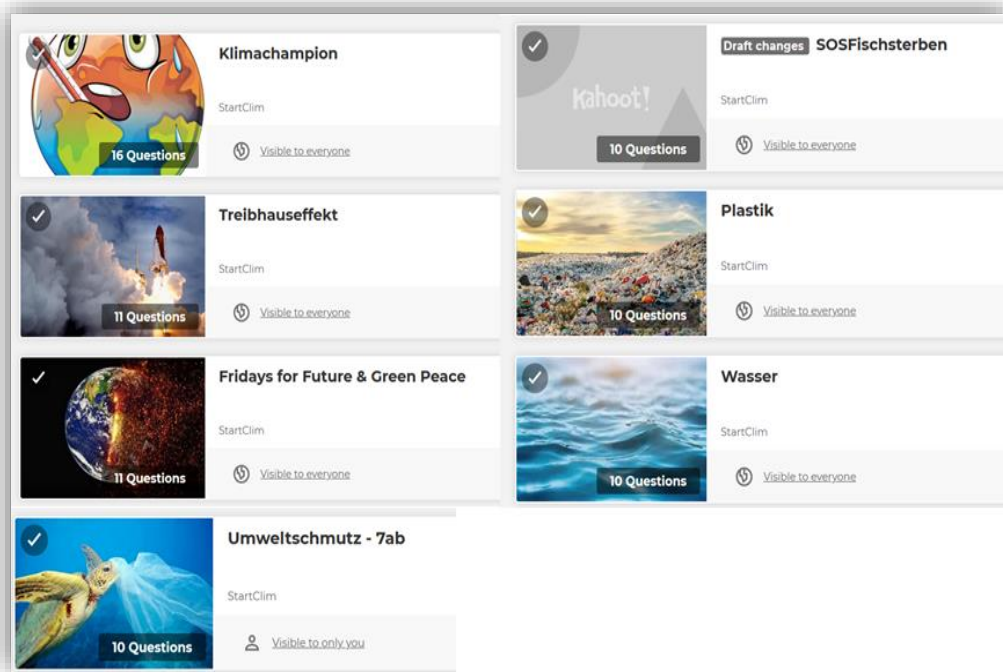 Klimachampion
StartClim
16 Questions
Visible to everyone
Draft changes SOSFischsterben
Kahoot!
StartClim
10 Questions
Visible to everyone
Treibhauseffekt
StartClim
11 Questions
Visible to everyone
Plastik
StartClim
10 Questions
Visible to everyone
Fridays for Future & Green Peace
StartClim
11 Questions
Visible to everyone
Wasser
StartClim
10 Questions
Visible to everyone
Umweltschmutz - 7ab
StartClim
10 Questions
Visible to only you